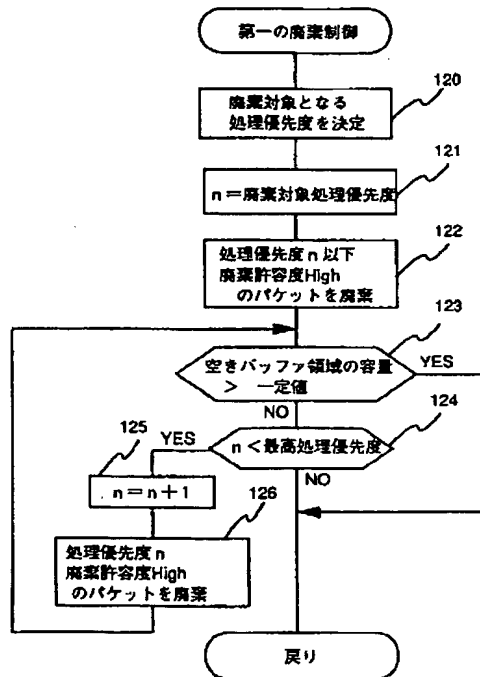 第一の廃棄制御
120
廃棄対象となる
処理優先度を決定
121
n=廃棄対象処理優先度
122
処理優先度n以下
廃棄許容度High
のパケットを廃棄
123
空きバッファ領域の容量
> 一定値
YES
NO
124
n<最高処理優先度
YES
NO
125
n=n+1
126
処理優先度n
廃棄許容度High
のパケットを廃棄
戻り